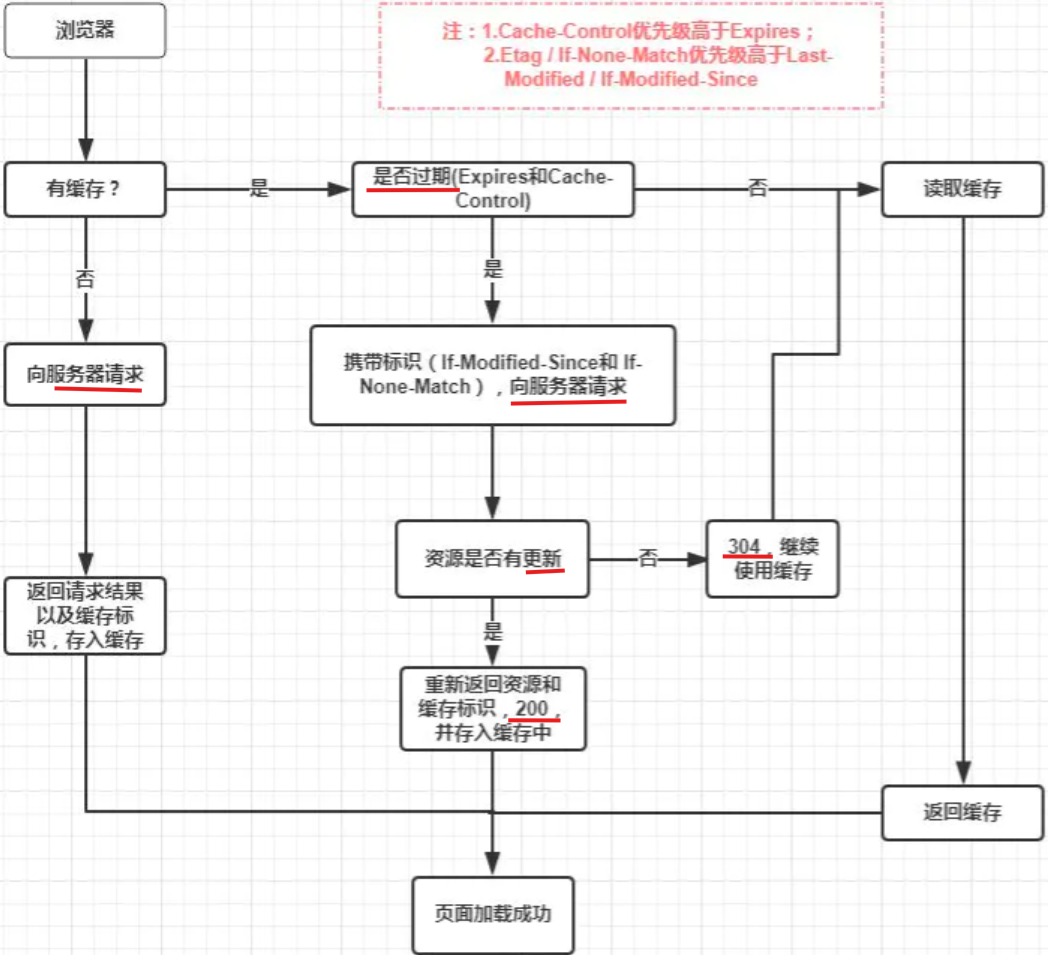 浏览器
注：1.Cache-Control优先级高于Expires；
2.Etag / If-None-Match优先级高于Last-
Modified / If-Modified-Since
有缓存？
是
是否过期(Expires和Cache-
Control)
否
读取缓存
否
是
向服务器请求
携带标识（If-Modified-Since和 If-
None-Match），向服务器请求
资源是否有更新
否
304，继续
使用缓存
返回请求结果
以及缓存标
识，存入缓存
是
重新返回资源和
缓存标识，200，
并存入缓存中
返回缓存
页面加载成功